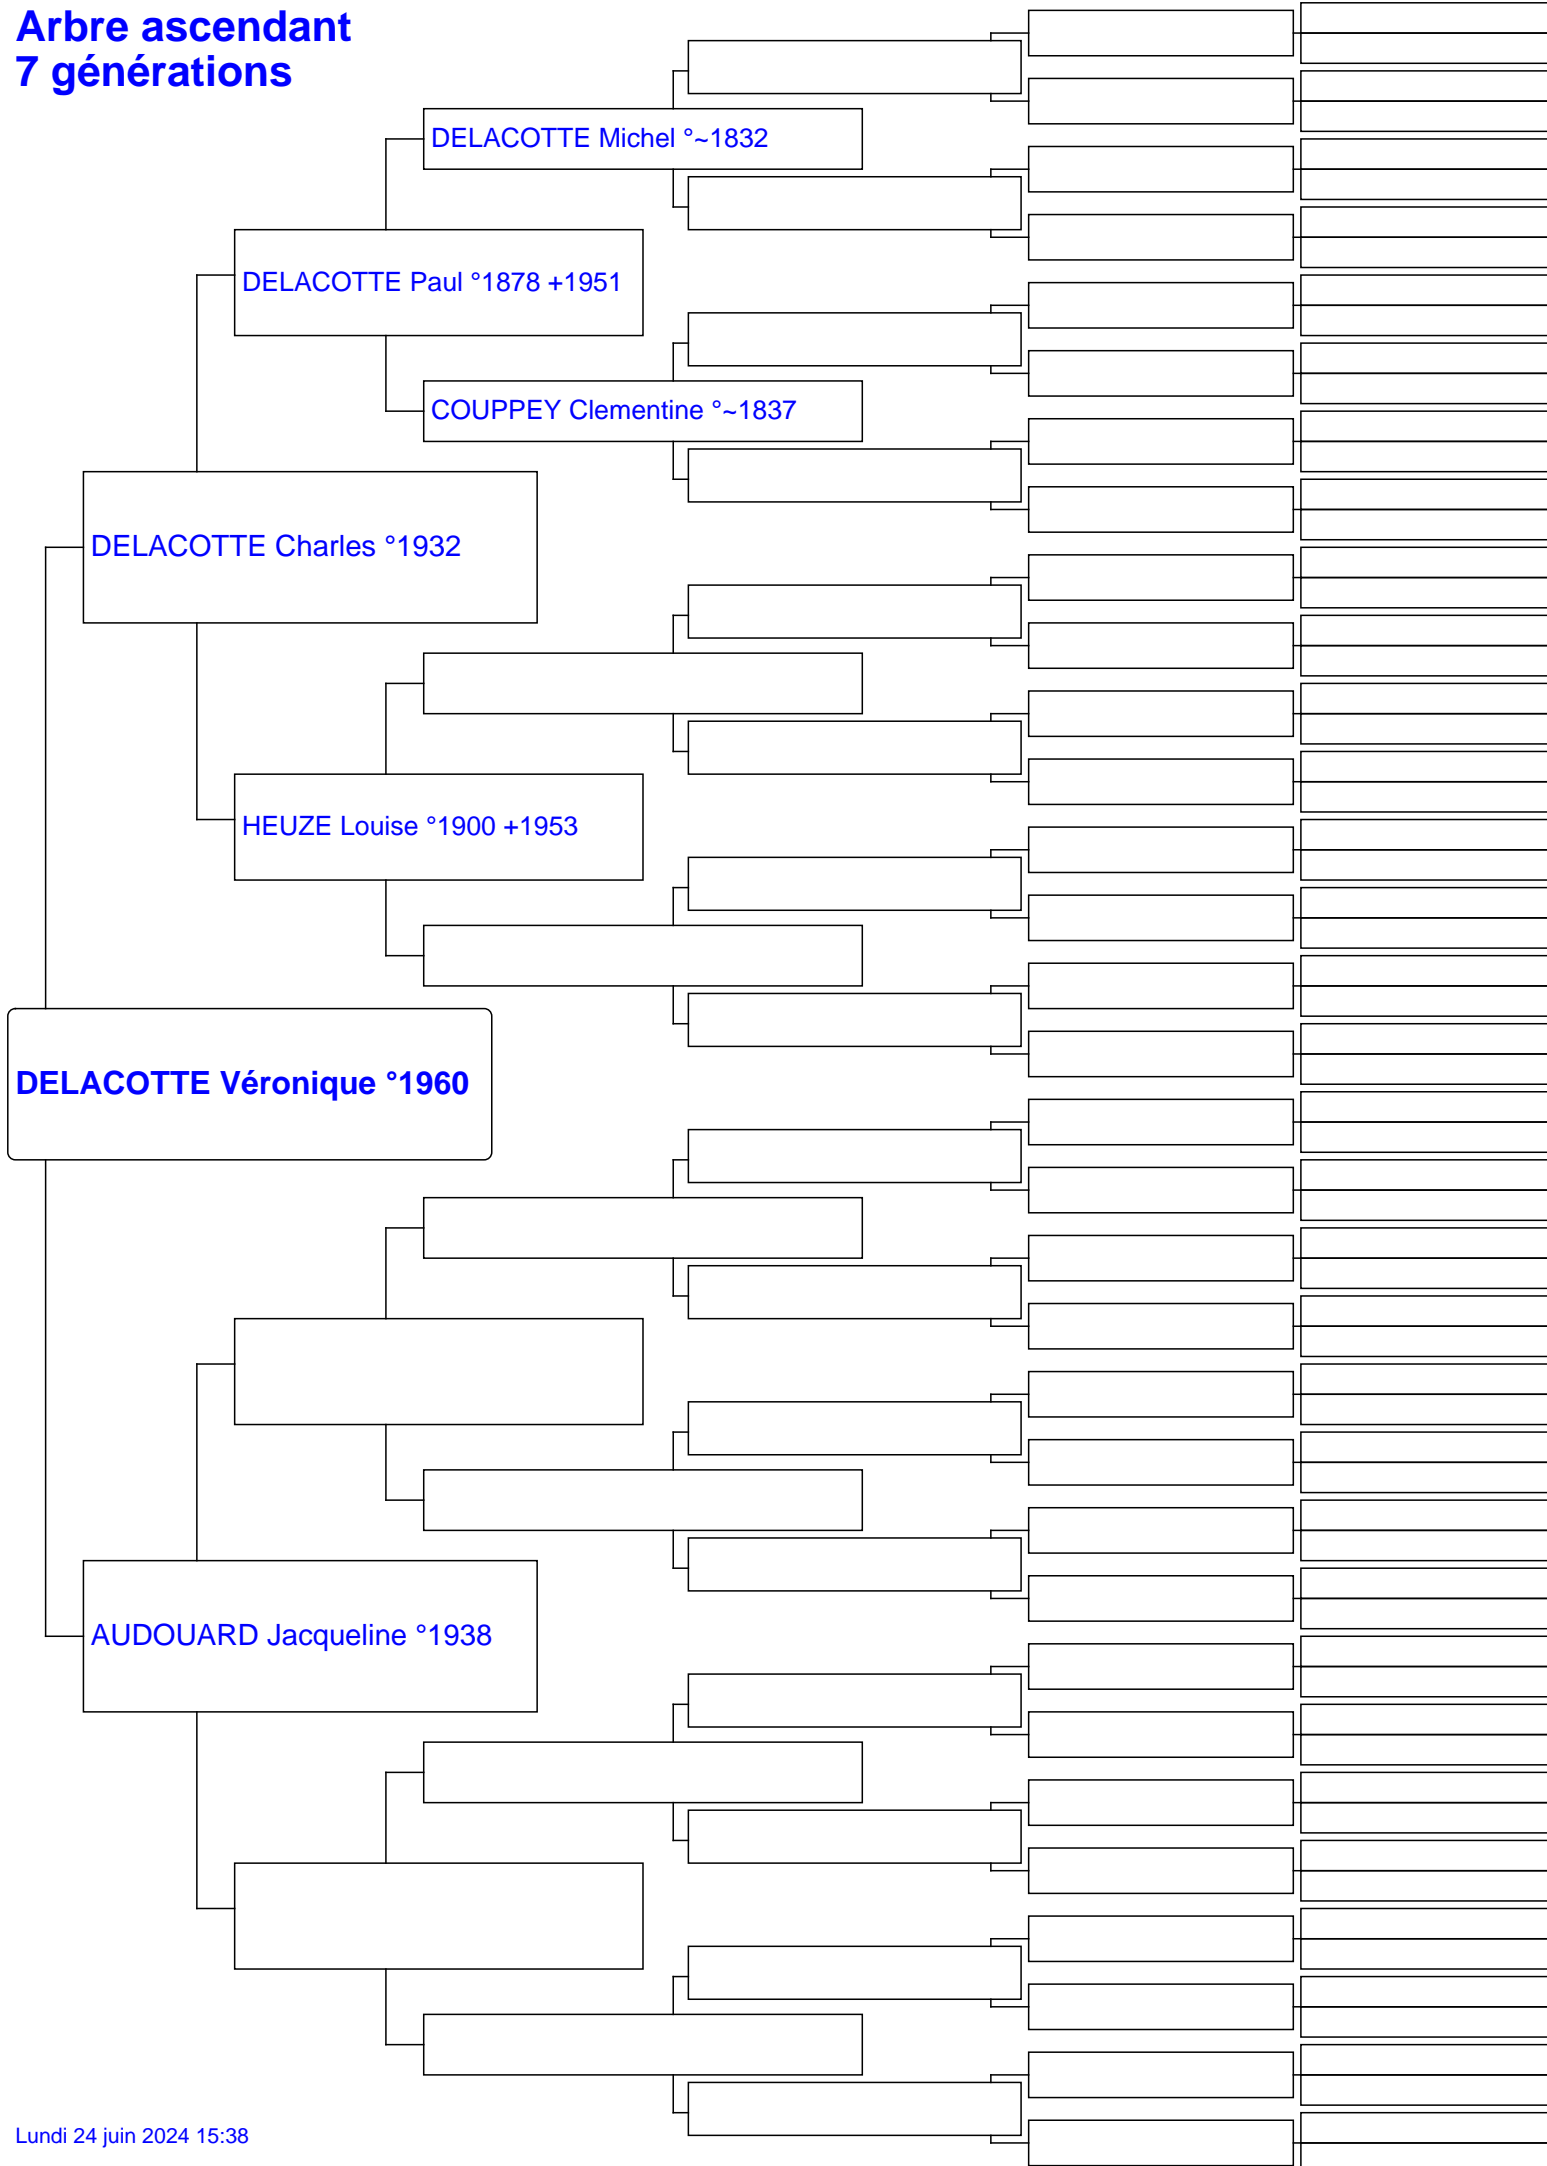 Arbre ascendant
7 générations
DELACOTTE Michel °~1832
DELACOTTE Paul °1878 +1951
COUPPEY Clementine °~1837
DELACOTTE Charles °1932
HEUZE Louise °1900 +1953
DELACOTTE Véronique °1960
AUDOUARD Jacqueline °1938
Lundi 24 juin 2024 15:38